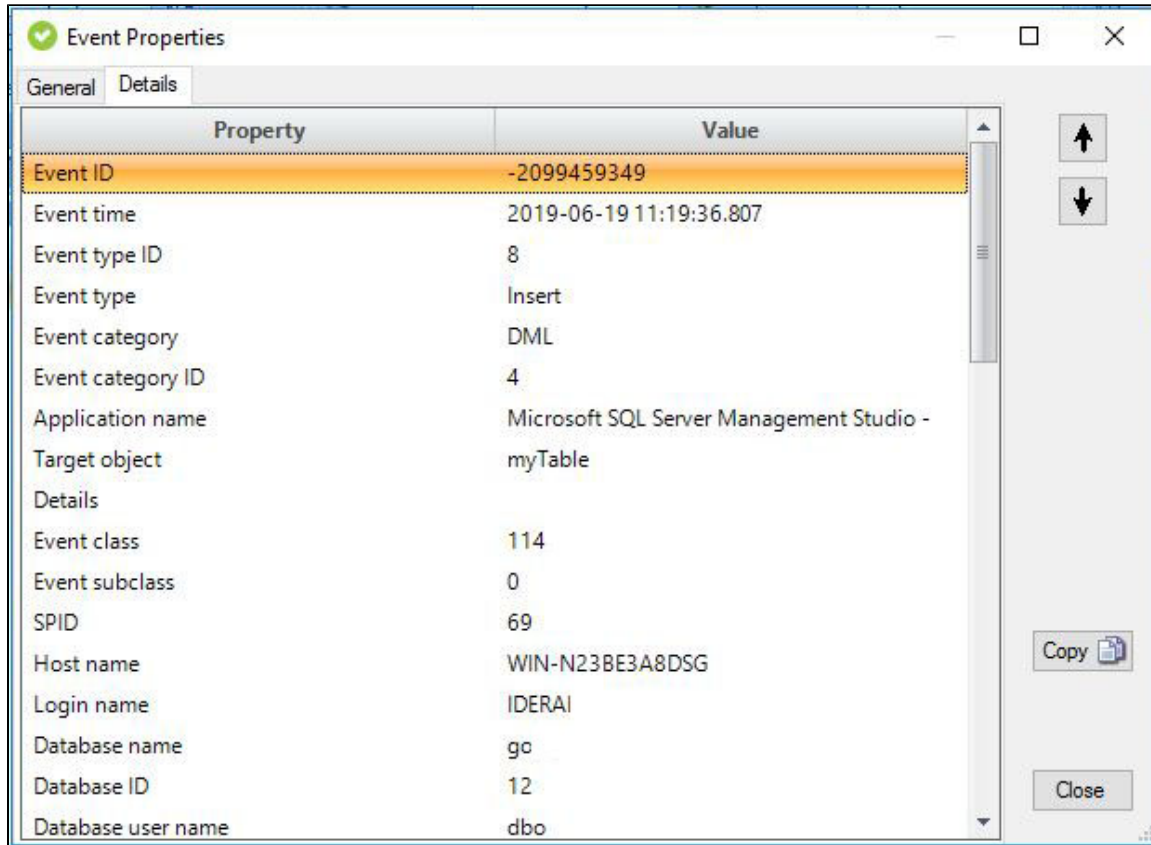 Event Properties
General Details
Property Value
Event ID -2099459349
Event time 2019-06-19 11:19:36.807
Event type ID 8
Event type Insert
Event category DML
Event category ID 4
Application name Microsoft SQL Server Management Studio -
Target object myTable
Details
Event class 114
Event subclass 0
SPID 69
Host name WIN-N23BE3A8DSG
Copy
Login name IDERAI
Database name gc
Database ID 12
Close
Database user name dbo